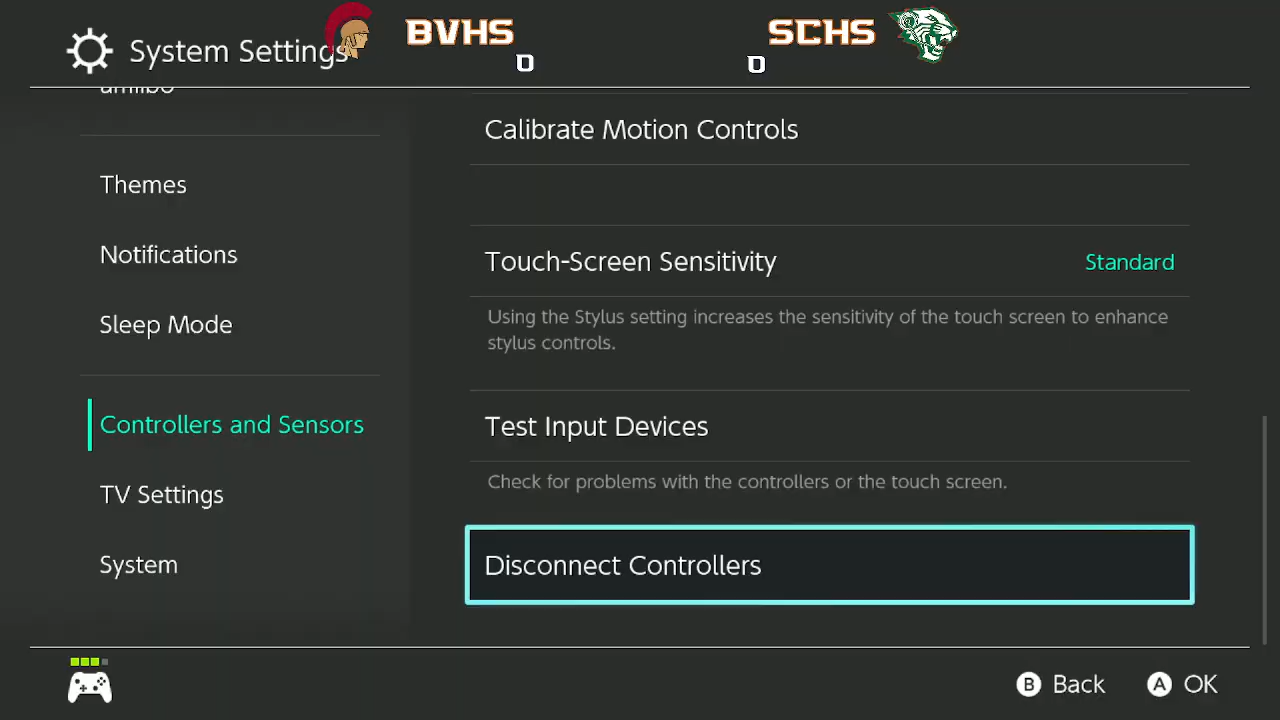 System Settings
BVHS
0
SCHS
0
amiibo
Themes
Notifications
Sleep Mode
Controllers and Sensors
TV Settings
System
Calibrate Motion Controls
Touch-Screen Sensitivity Standard
Using the Stylus setting increases the sensitivity of the touch screen to enhance
stylus controls.
Test Input Devices
Check for problems with the controllers or the touch screen.
Disconnect Controllers
B Back A OK